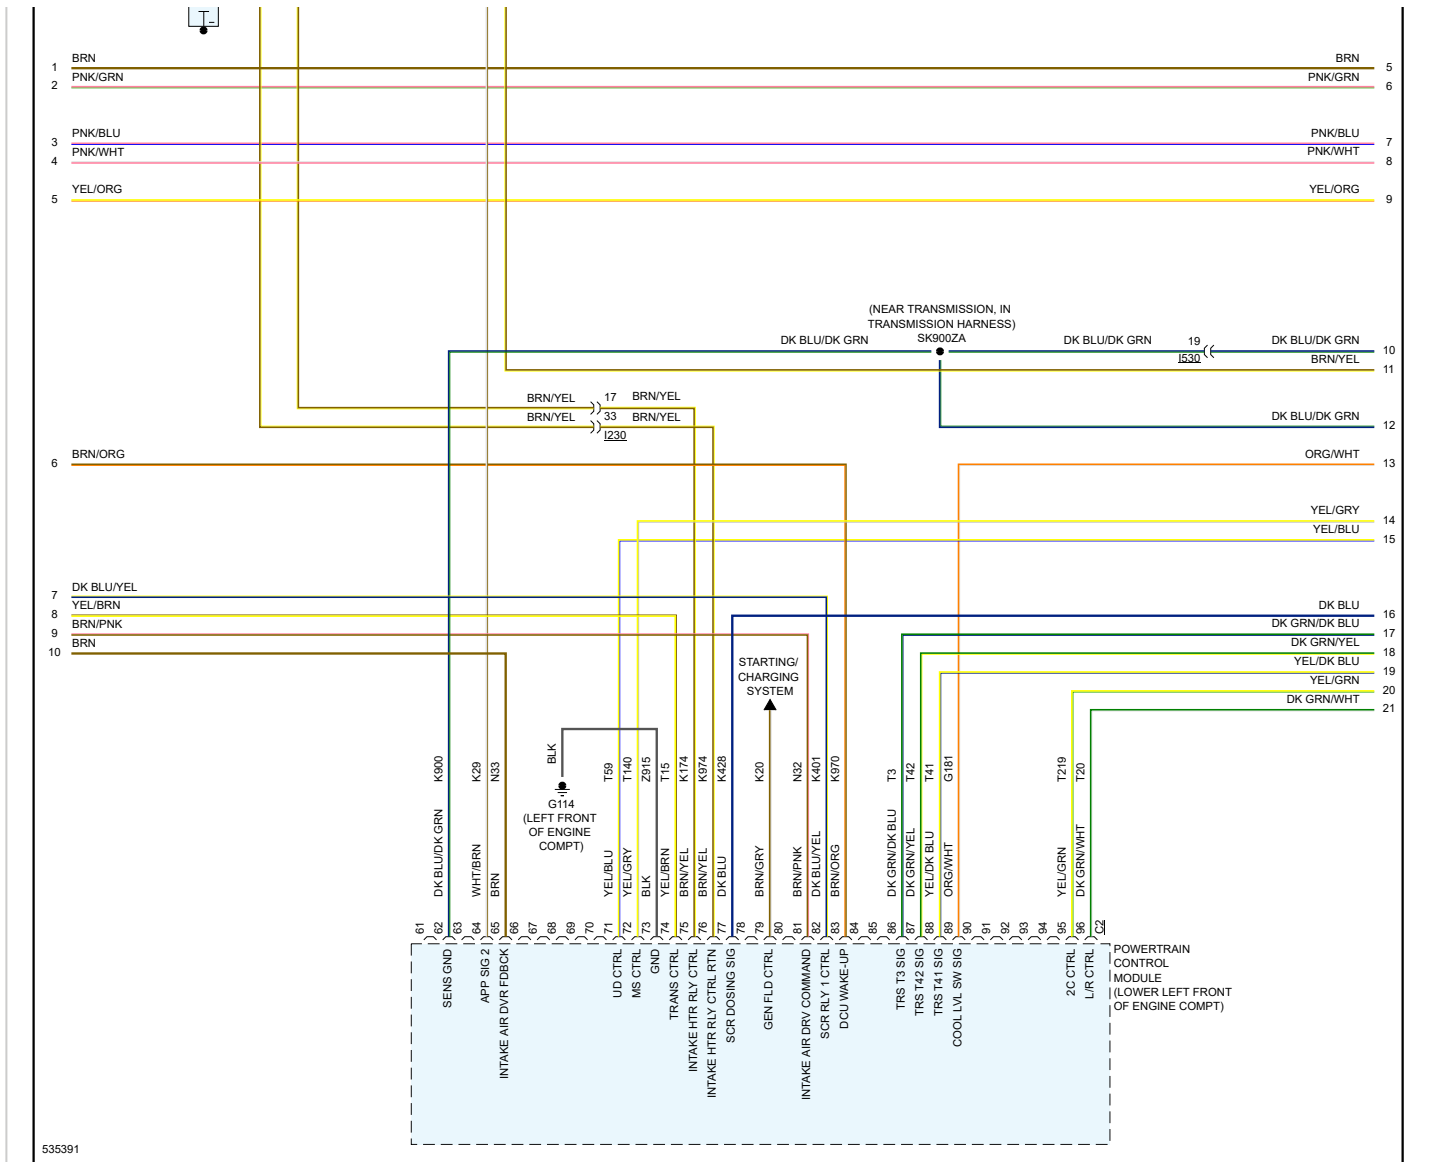 BRN BRN
1 5
PNK/GRN PNK/GRN
2 6
PNK/BLU PNK/BLU
3 7
PNK/WHT PNK/WHT
4 8
YEL/ORG YEL/ORG
5 9
(NEAR TRANSMISSION, IN
TRANSMISSION HARNESS)
SK900ZA
DK BLU/DK GRN DK BLU/DK GRN 19 DK BLU/DK GRN
10
I530 BRN/YEL
11
BRN/YEL 17 BRN/YEL
BRN/YEL 33 BRN/YEL DK BLU/DK GRN
12
I230
BRN/ORG ORG/WHT
6 13
YEL/GRY
14
YEL/BLU
15
DK BLU/YEL
7
YEL/BRN DK BLU
8 16
BRN/PNK DK GRN/DK BLU
9 17
BRN DK GRN/YEL
10 18
YEL/DK BLU
19
YEL/GRN
20
DK GRN/WHT
21
STARTING/
CHARGING
SYSTEM
BLK
G114
(LEFT FRONT
OF ENGINE
COMPT)
K900
K29
N33
T59
T140
Z915
T15
K174
K974
K428
K20
N32
K401
K970
T3
T42
T41
G181
T219
T20
DK BLU/DK GRN
WHT/BRN
BRN
YEL/BLU
YEL/GRY
BLK
YEL/BRN
BRN/YEL
BRN/YEL
DK BLU
BRN/GRY
BRN/PNK
DK BLU/YEL
BRN/ORG
DK GRN/DK BLU
DK GRN/YEL
YEL/DK BLU
ORG/WHT
YEL/GRN
DK GRN/WHT
61
62
63
64
65
66
67
68
69
70
71
72
73
74
75
76
77
78
79
80
81
82
83
84
85
86
87
88
89
90
91
92
93
94
95
96
C2
SENS GND
APP SIG 2
INTAKE AIR DVR FDBCK
UD CTRL
MS CTRL
GND
TRANS CTRL
INTAKE HTR RLY CTRL
INTAKE HTR RLY CTRL RTN
SCR DOSING SIG
GEN FLD CTRL
INTAKE AIR DRV COMMAND
SCR RLY 1 CTRL
DCU WAKE-UP
TRS T3 SIG
TRS T42 SIG
TRS T41 SIG
COOL LVL SW SIG
2C CTRL
L/R CTRL
POWERTRAIN
CONTROL
MODULE
(LOWER LEFT FRONT
OF ENGINE COMPT)
535391